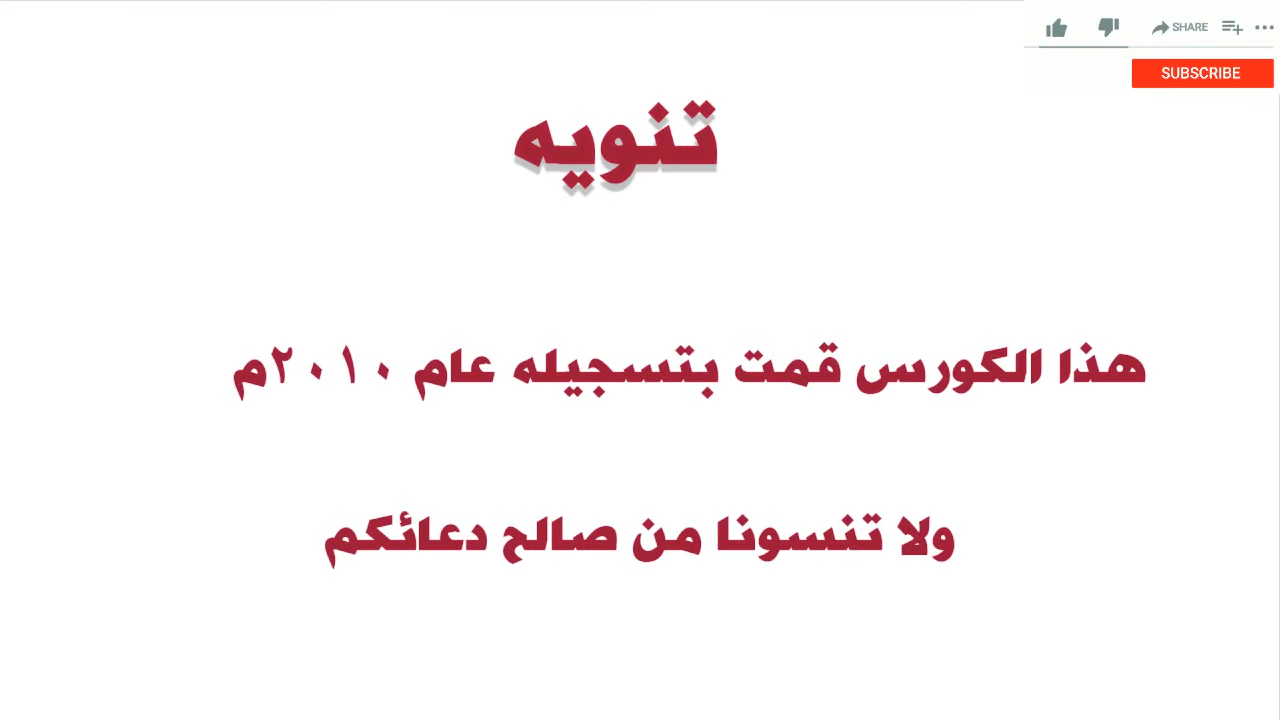 SHARE
SUBSCRIBE
تنويه
هذا الكورس قمت بتسجيله عام ٢٠١٠م
ولا تنسونا من صالح دعائكم